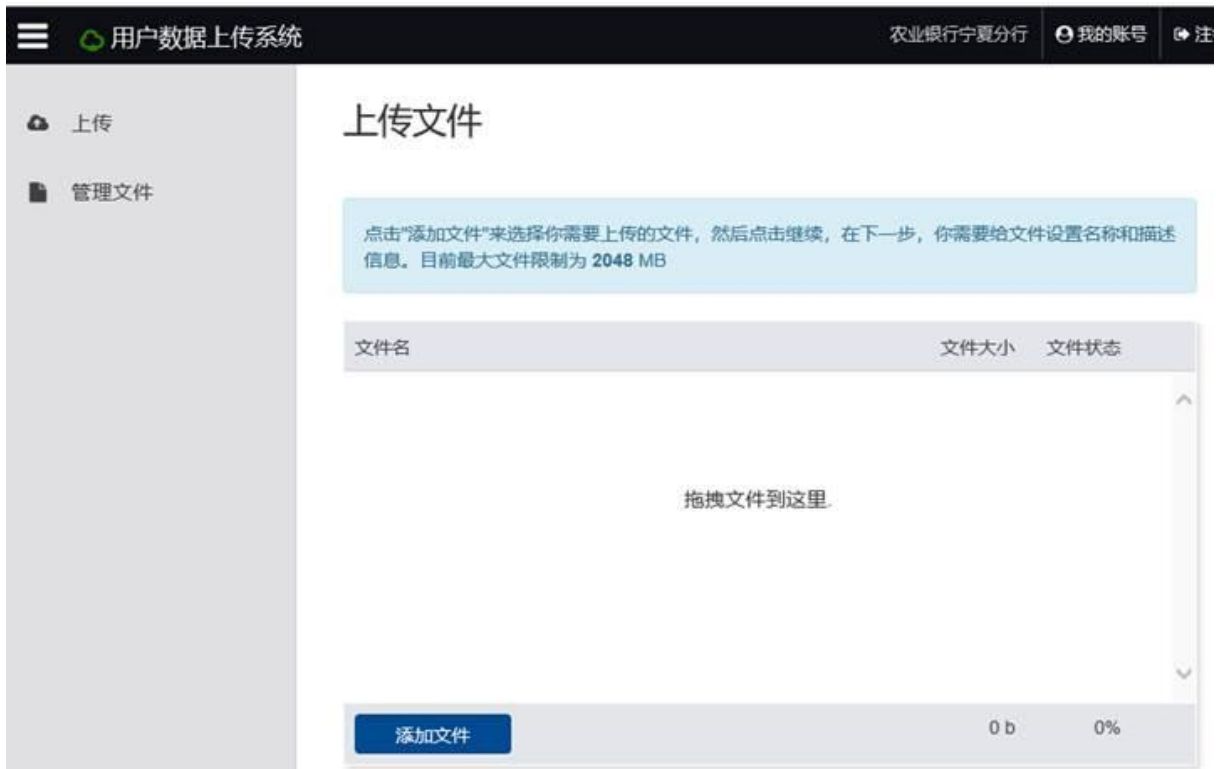 用户数据上传系统
农业银行宁夏分行 我的账号 注
上传
管理文件
上传文件
点击"添加文件"来选择你需要上传的文件，然后点击继续，在下一步，你需要给文件设置名称和描述
信息。目前最大文件限制为 2048 MB
文件名 文件大小 文件状态
拖拽文件到这里.
添加文件 0 b 0%